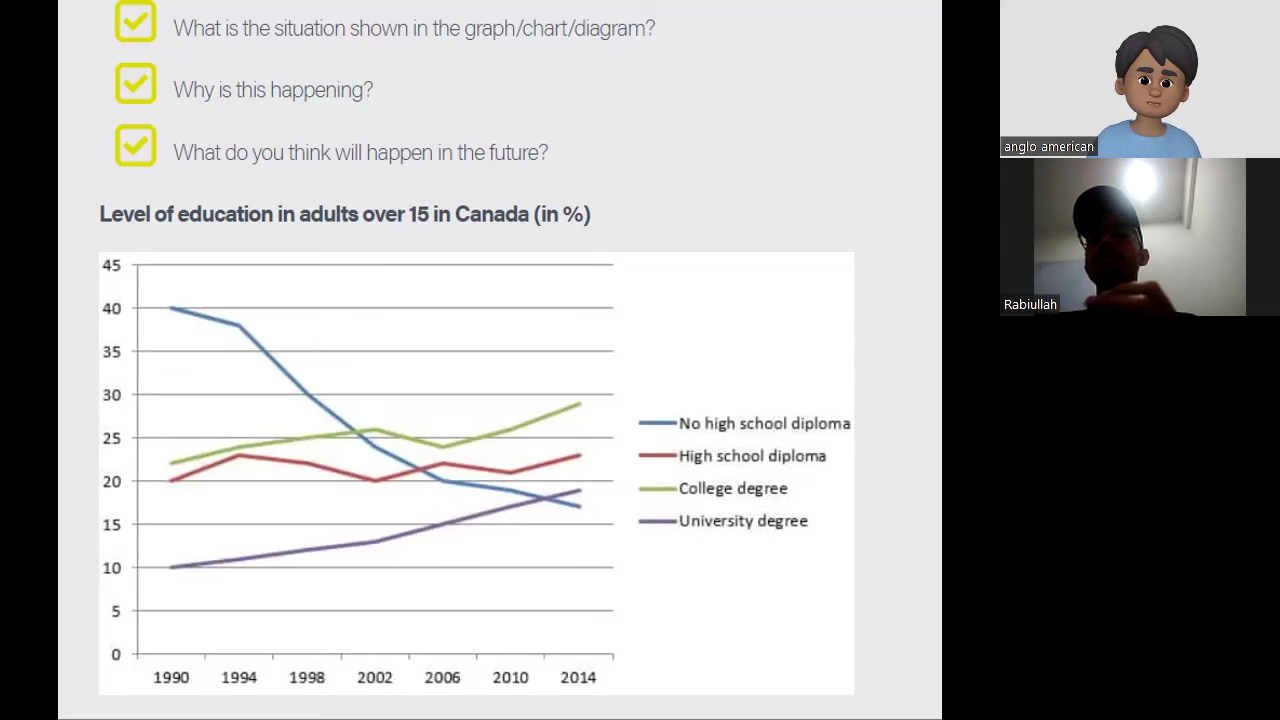 What is the situation shown in the graph/chart/diagram?
Why is this happening?
What do you think will happen in the future?
Level of education in adults over 15 in Canada (in %)
45
40
35
30
25
20
15
10
5
0
1990 1994 1998 2002 2006 2010 2014
No high school diploma
High school diploma
College degree
University degree
anglo american
Rabiullah